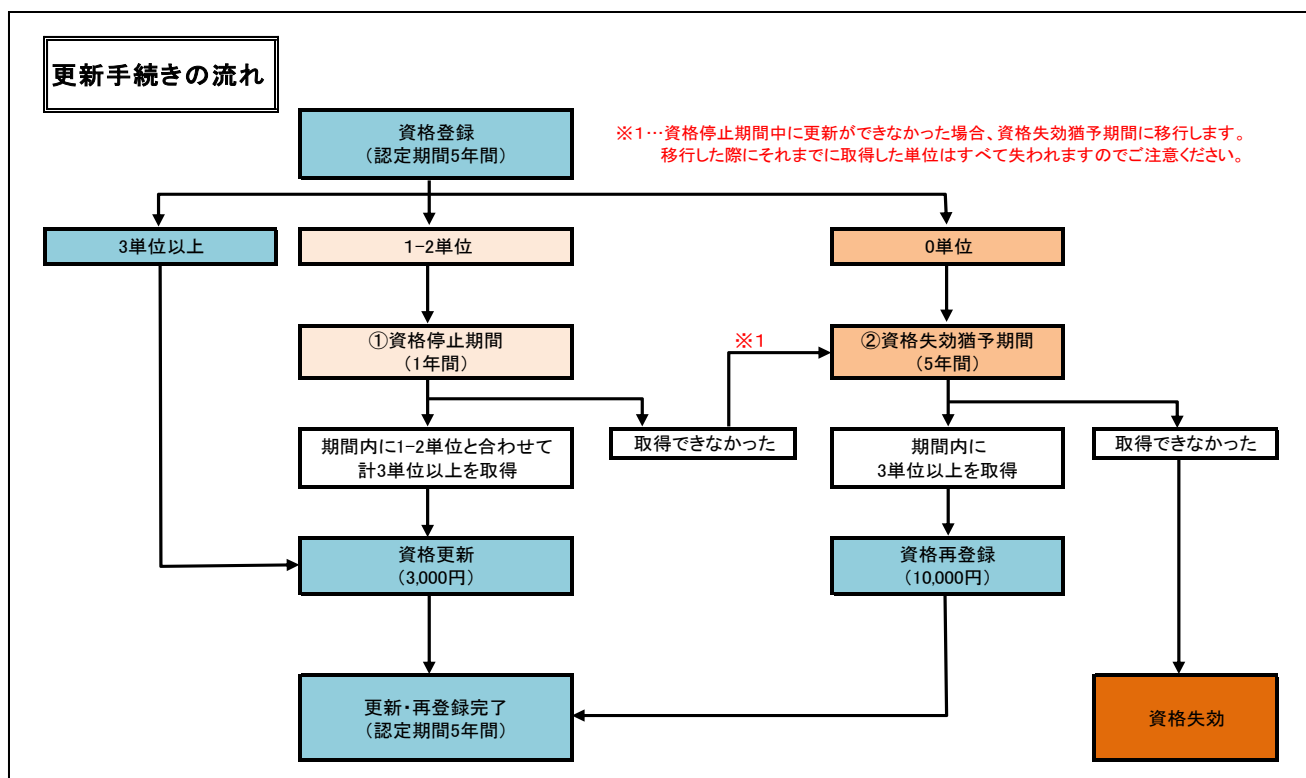 更新手続きの流れ
資格登録
（認定期間5年間）
※1…資格停止期間中に更新ができなかった場合、資格失効猶予期間に移行します。
移行した際にそれまでに取得した単位はすべて失われますのでご注意ください。
3単位以上
1-2単位
0単位
①資格停止期間
（1年間）
※1
②資格失効猶予期間
（5年間）
期間内に1-2単位と合わせて
計3単位以上を取得
取得できなかった
期間内に
3単位以上を取得
取得できなかった
資格更新
（3,000円）
資格再登録
（10,000円）
更新・再登録完了
（認定期間5年間）
資格失効